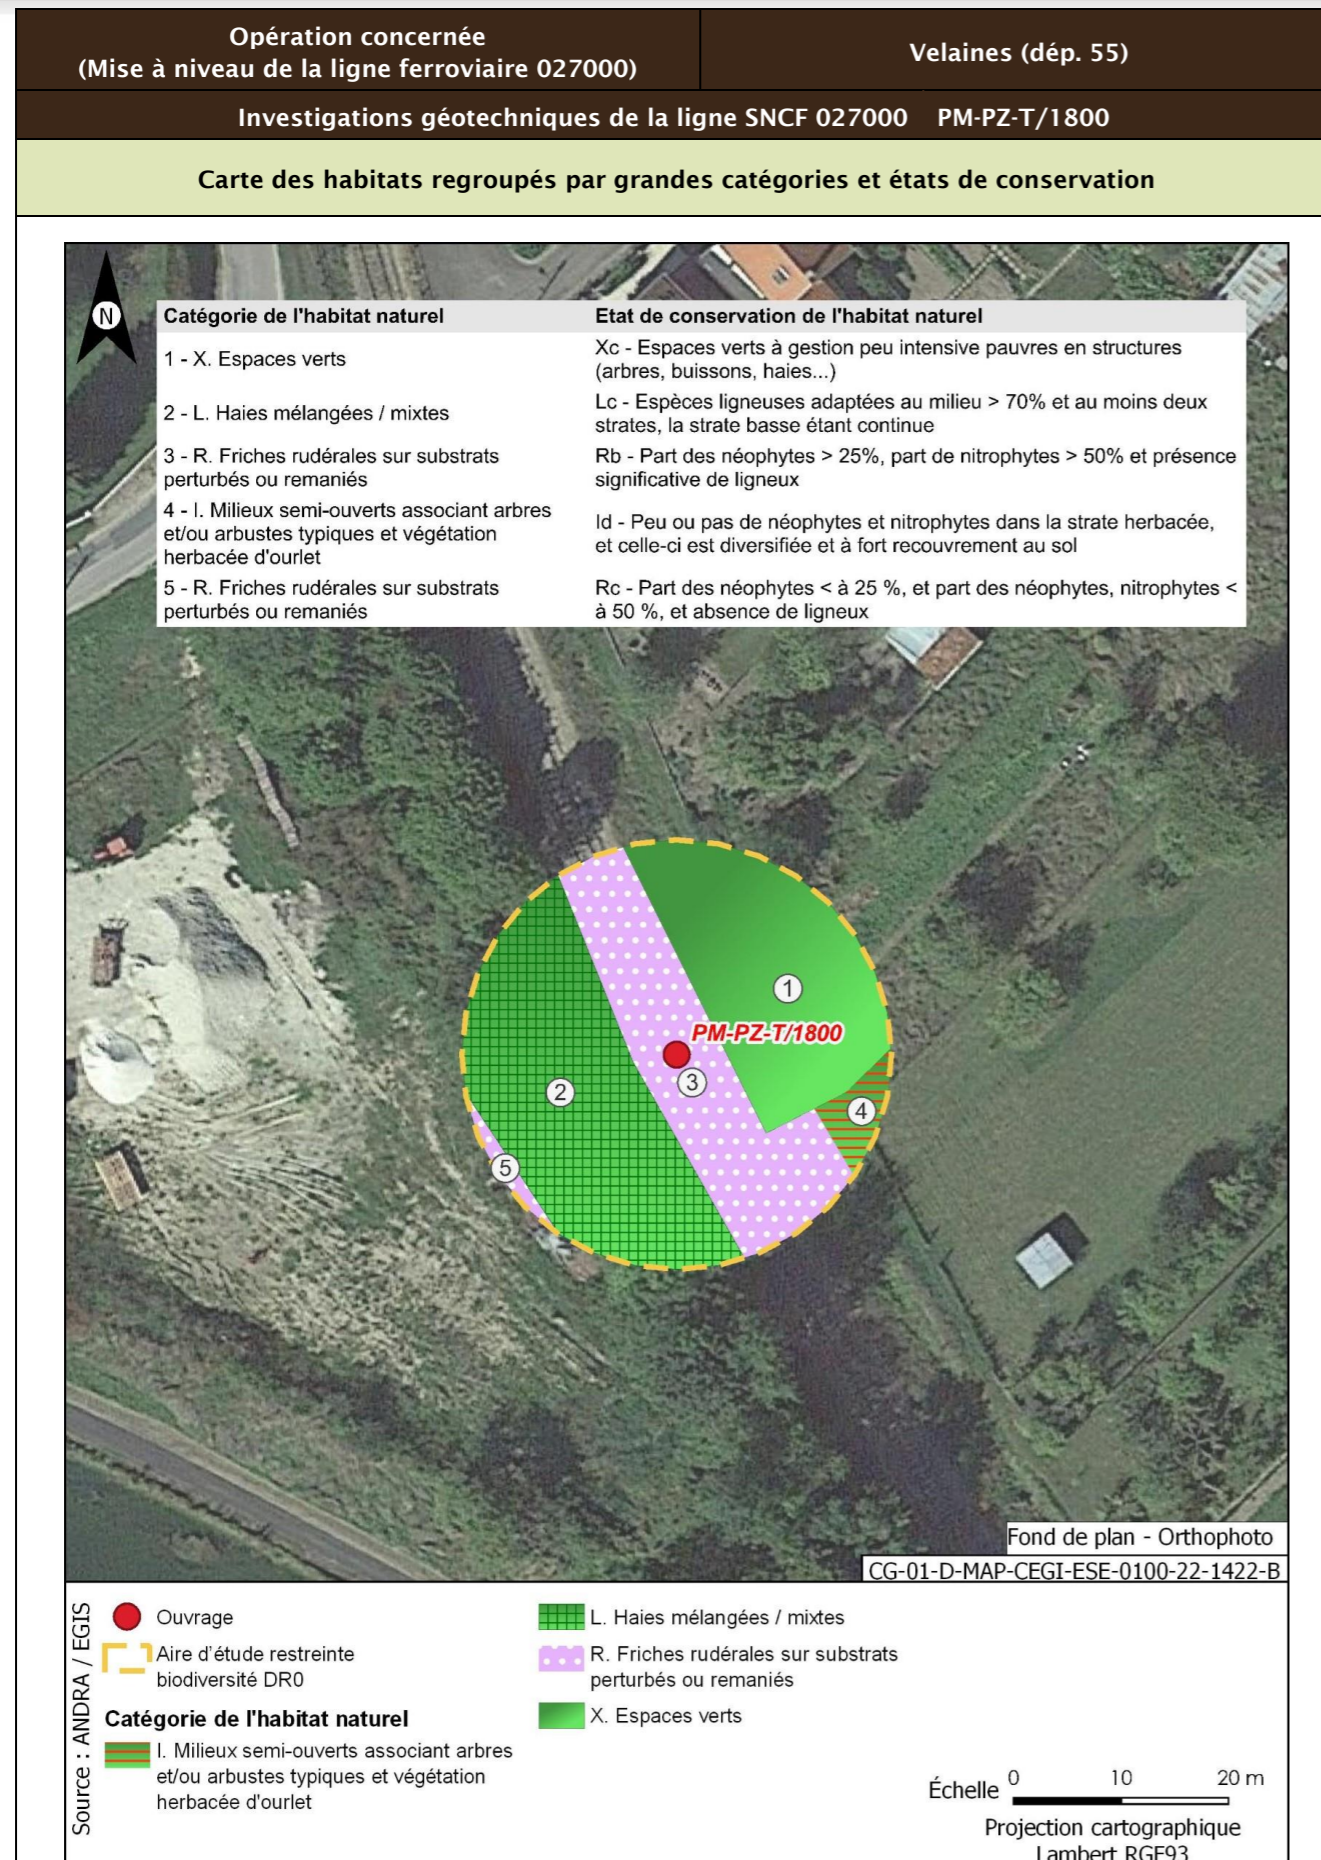 Opération concernée
(Mise à niveau de la ligne ferroviaire 027000)
Velaines (dép. 55)
Investigations géotechniques de la ligne SNCF 027000 PM-PZ-T/1800
Carte des habitats regroupés par grandes catégories et états de conservation
N
Catégorie de l'habitat naturel
Etat de conservation de l'habitat naturel
1 - X. Espaces verts
Xc - Espaces verts à gestion peu intensive pauvres en structures
(arbres, buissons, haies...)
2 - L. Haies mélangées / mixtes
Lc - Espèces ligneuses adaptées au milieu > 70% et au moins deux
strates, la strate basse étant continue
3 - R. Friches rudérales sur substrats
perturbés ou remaniés
Rb - Part des néophytes > 25%, part de nitrophytes > 50% et présence
significative de ligneux
4 - I. Milieux semi-ouverts associant arbres
et/ou arbustes typiques et végétation
herbacée d'ourlet
Id - Peu ou pas de néophytes et nitrophytes dans la strate herbacée,
et celle-ci est diversifiée et à fort recouvrement au sol
5 - R. Friches rudérales sur substrats
perturbés ou remaniés
Rc - Part des néophytes < à 25 %, et part des néophytes, nitrophytes <
à 50 %, et absence de ligneux
1
PM-PZ-T/1800
3
2
4
5
Fond de plan - Orthophoto
CG-01-D-MAP-CEGI-ESE-0100-22-1422-B
Source : ANDRA / EGIS
Ouvrage
Aire d'étude restreinte
biodiversité DR0
Catégorie de l'habitat naturel
I. Milieux semi-ouverts associant arbres
et/ou arbustes typiques et végétation
herbacée d'ourlet
L. Haies mélangées / mixtes
R. Friches rudérales sur substrats
perturbés ou remaniés
X. Espaces verts
Échelle 0 10 20 m
Projection cartographique
Lambert RGF93